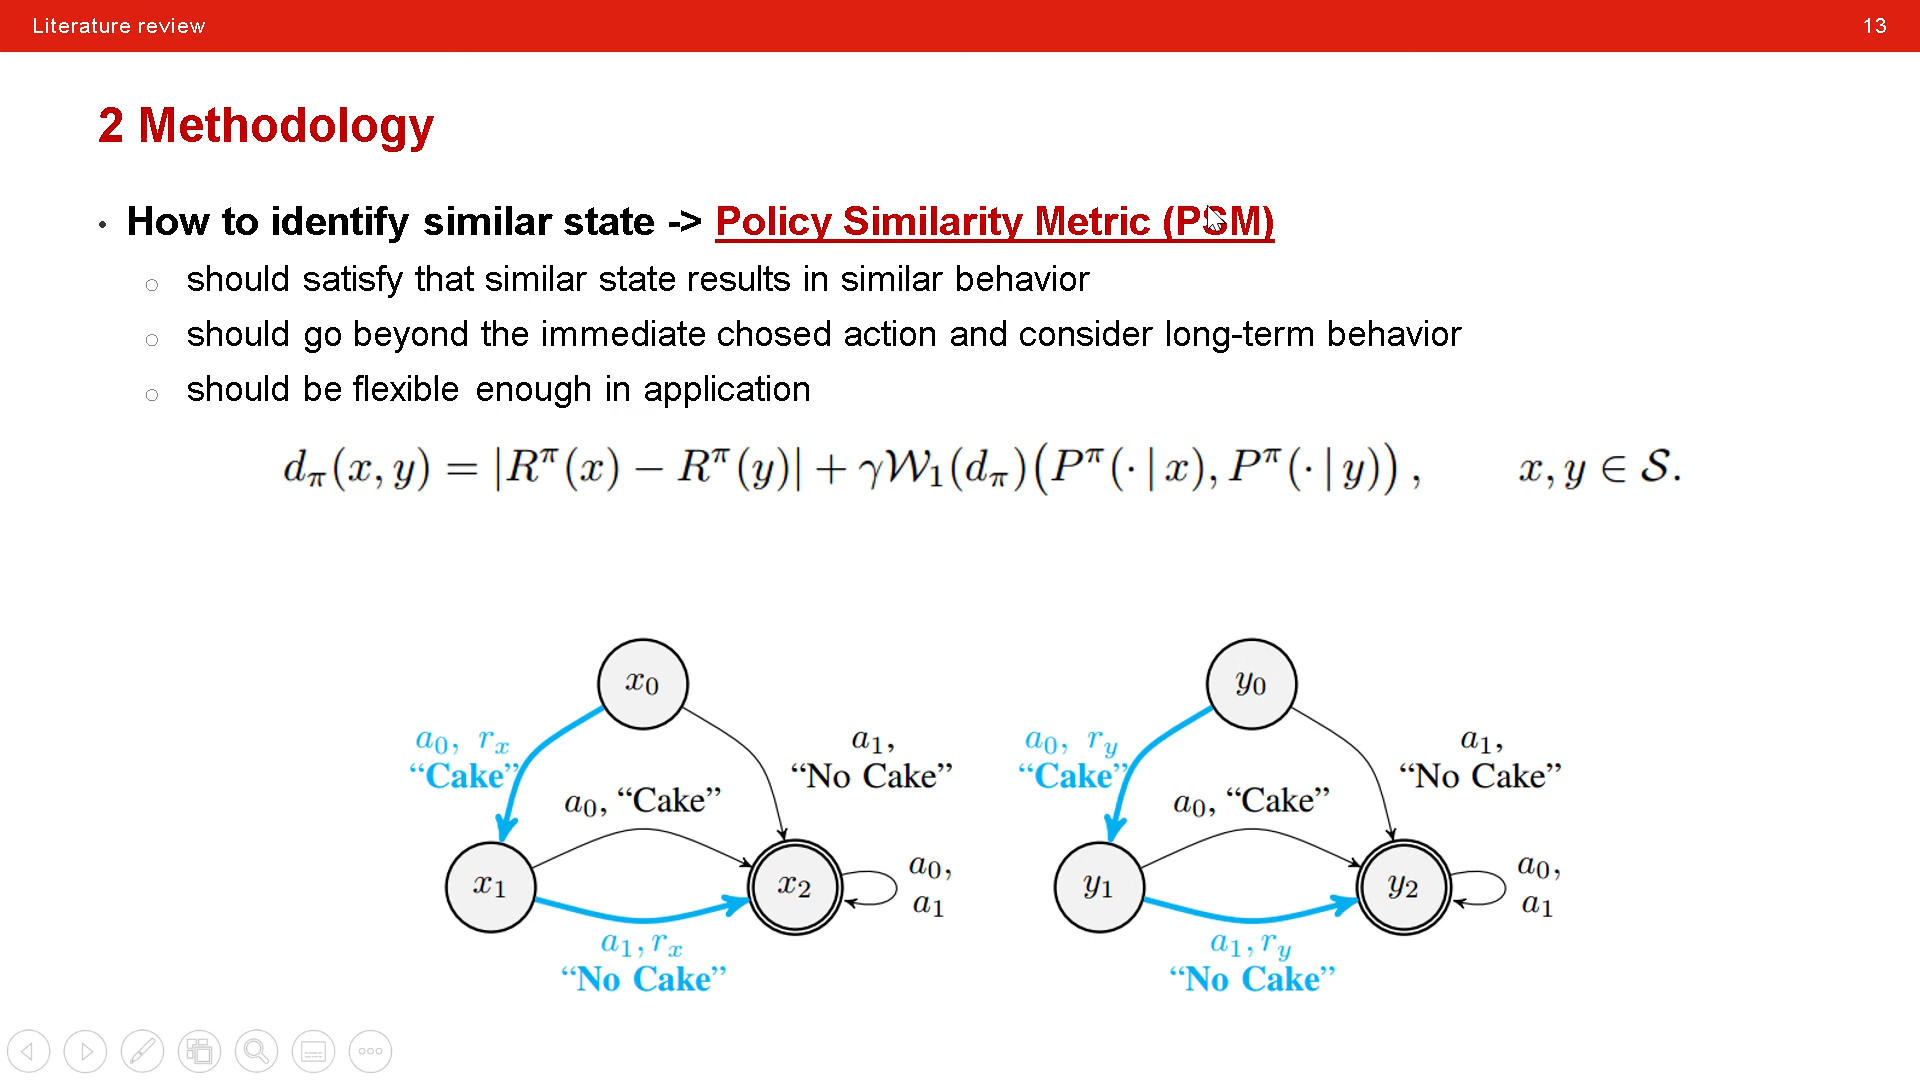 Literature review
13
2 Methodology
• How to identify similar state -> Policy Similarity Metric (PSM)
○ should satisfy that similar state results in similar behavior
○ should go beyond the immediate chosed action and consider long-term behavior
○ should be flexible enough in application
dπ(x, y) = |Rπ(x) − Rπ(y)| + γW₁(dπ)(Pπ(· | x), Pπ(· | y)) , x, y ∈ S.
x₀
a₀, rₓ
“Cake”
a₁,
“No Cake”
a₀, “Cake”
x₁
x₂
a₀,
a₁
a₁, rₓ
“No Cake”
y₀
a₀, r_y
“Cake”
a₁,
“No Cake”
a₀, “Cake”
y₁
y₂
a₀,
a₁
a₁, r_y
“No Cake”